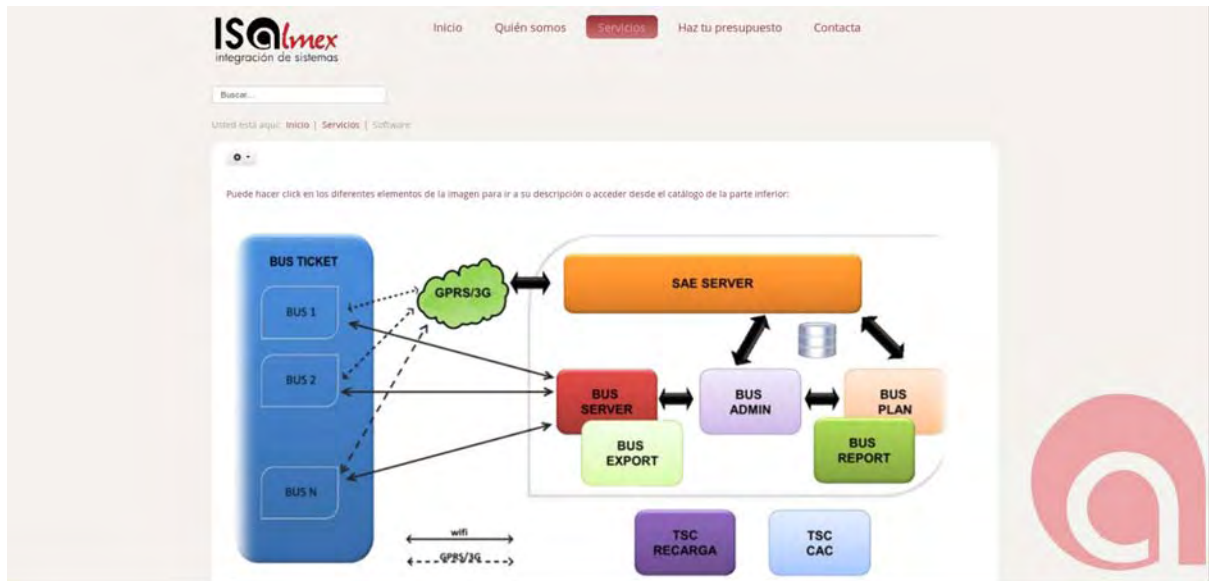 ISalmex
integración de sistemas
Inicio Quién somos Servicios Haz tu presupuesto Contacta
Buscar...
Usted está aquí: Inicio | Servicios | Software
Puede hacer click en los diferentes elementos de la imagen para ir a su descripción o acceder desde el catálogo de la parte inferior:
BUS TICKET
BUS 1
BUS 2
BUS N
GPRS/3G
SAE SERVER
BUS
SERVER
BUS
EXPORT
BUS
ADMIN
BUS
PLAN
BUS
REPORT
wifi
GPRS/3G
TSC
RECARGA
TSC
CAC